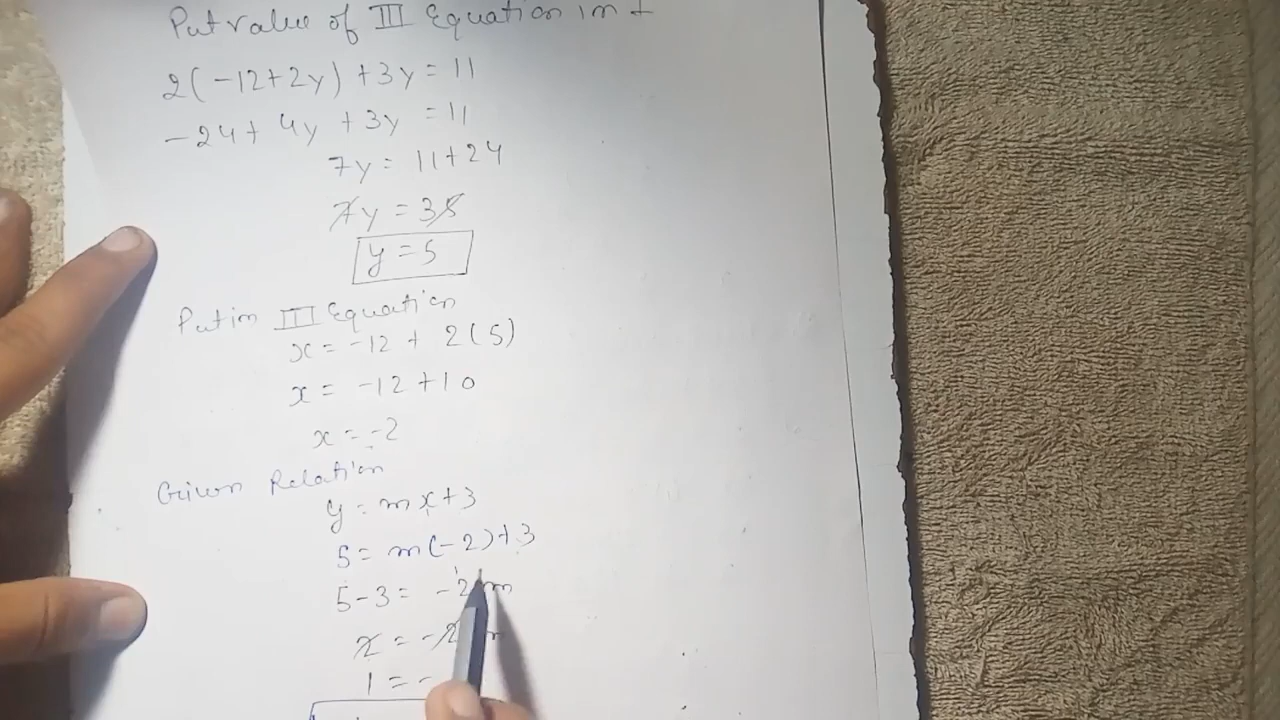 Put value of III Equation in I
2(-12+2y) +3y = 11
-24+ 4y +3y = 11
7y = 11+24
7y = 35
y = 5
Put in III Equation
x = -12 + 2(5)
x = -12 +10
x = -2
Given Relation
y = mx+3
5 = m(-2)+3
5-3 = -2m
2 = -2
1 = -